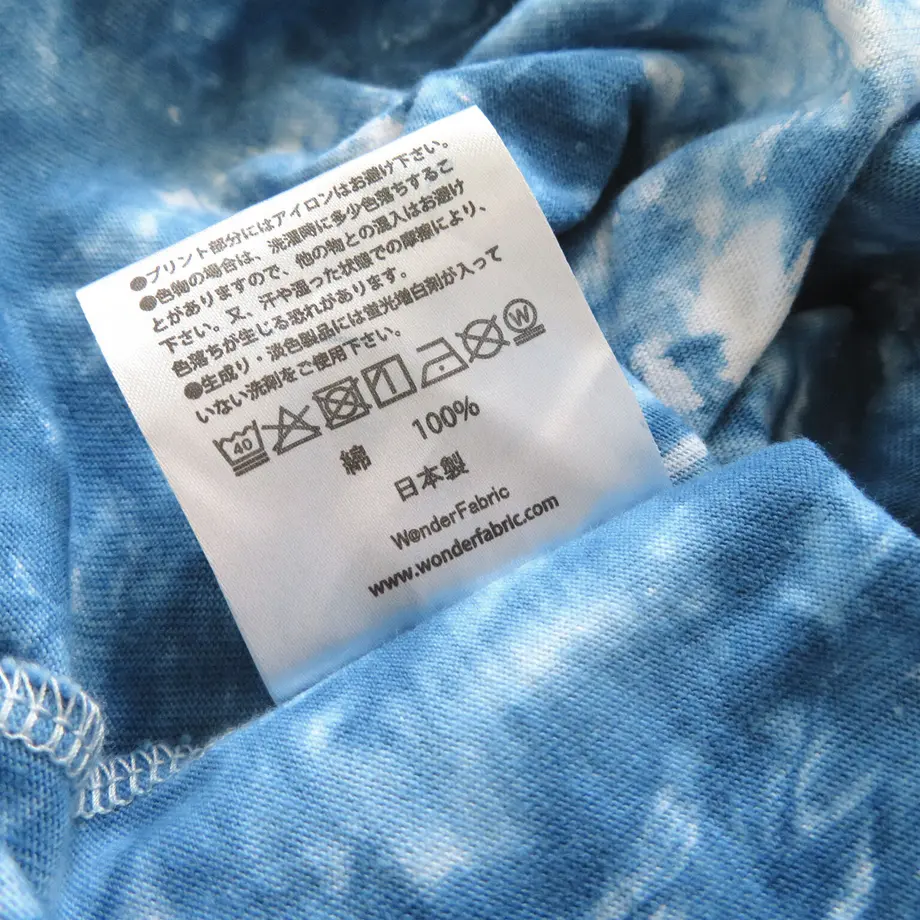 ●プリント部分にはアイロンはお避け下さい。
●色物の場合は、洗濯時に多少色落ちするこ
とがありますので、他の物との混入はお避け
下さい。又、汗や湿った状態での摩擦により、
色落ちが生じる恐れがあります。
●生成り・淡色製品には蛍光増白剤が入って
いない洗剤をご使用下さい。
40 W
綿 100%
日本製
W@nderFabric
www.wonderfabric.com